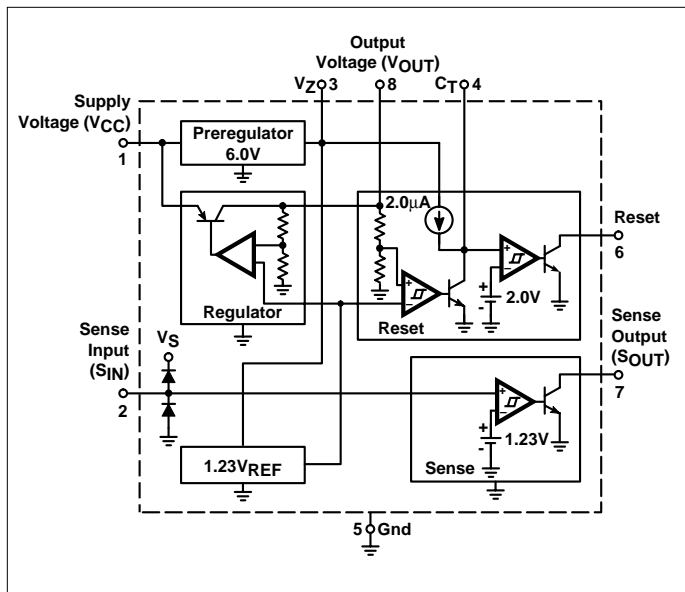 Output
Voltage (VOUT)
VZ 3
8
CT 4
Supply
Voltage (VCC)
1
Preregulator
6.0V
2.0µA
Reset
6
+
-
+
-
+
-
2.0V
Regulator
Reset
Sense
Output
(SOUT)
7
Sense
Input
(SIN)
2
VS
+
-
+
-
1.23V
1.23VREF
Sense
5 Gnd